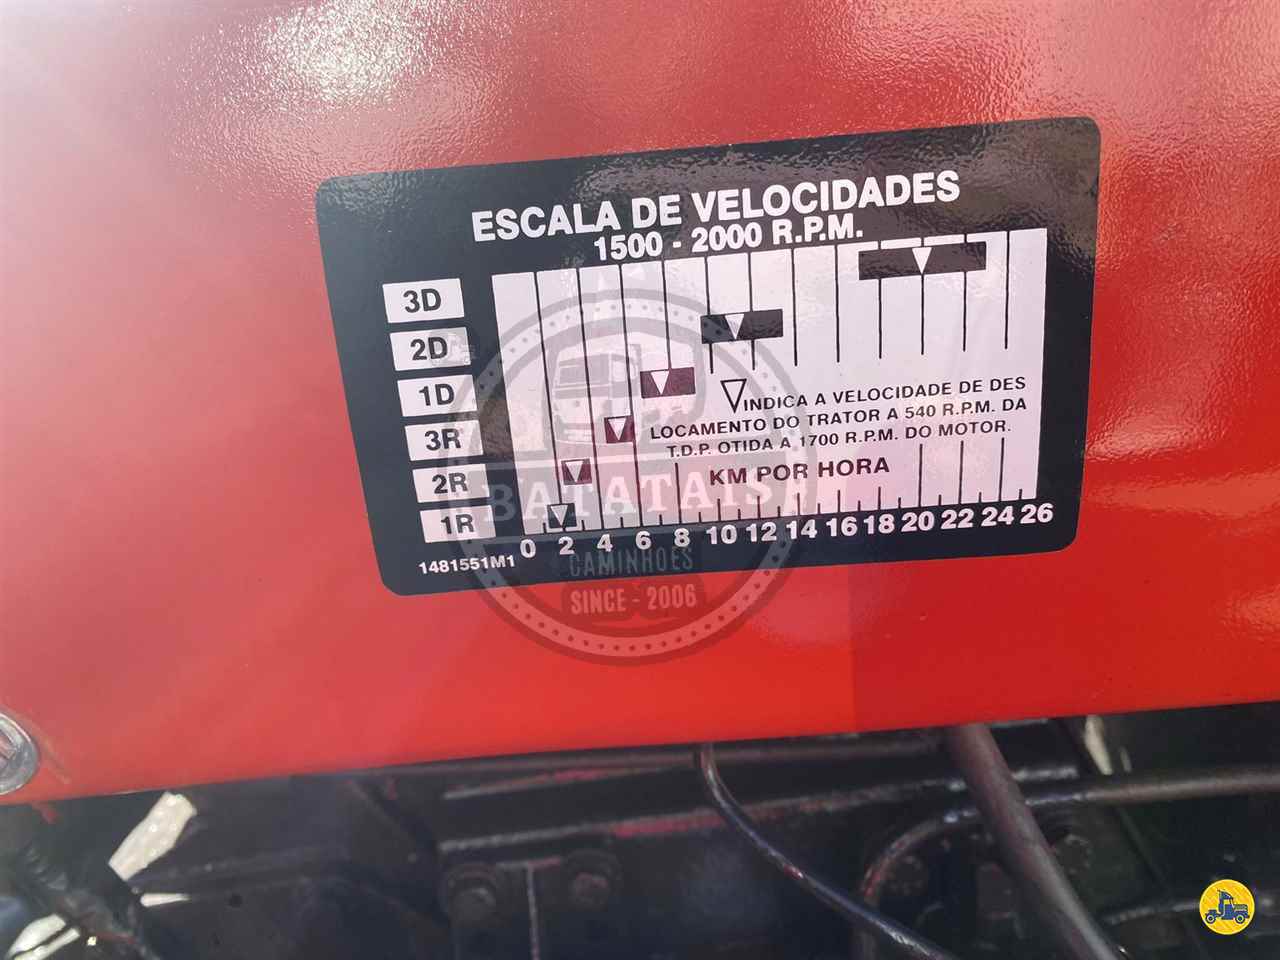 ESCALA DE VELOCIDADES
1500 - 2000 R.P.M.
3D
2D
1D
3R
2R
1R
INDICA A VELOCIDADE DE DES
LOCAMENTO DO TRATOR A 540 R.P.M. DA
T.D.P. OTIDA A 1700 R.P.M. DO MOTOR.
KM POR HORA
0 2 4 6 8 10 12 14 16 18 20 22 24 26
1481551M1
BATATAIS
CAMINHÕES
SINCE - 2006